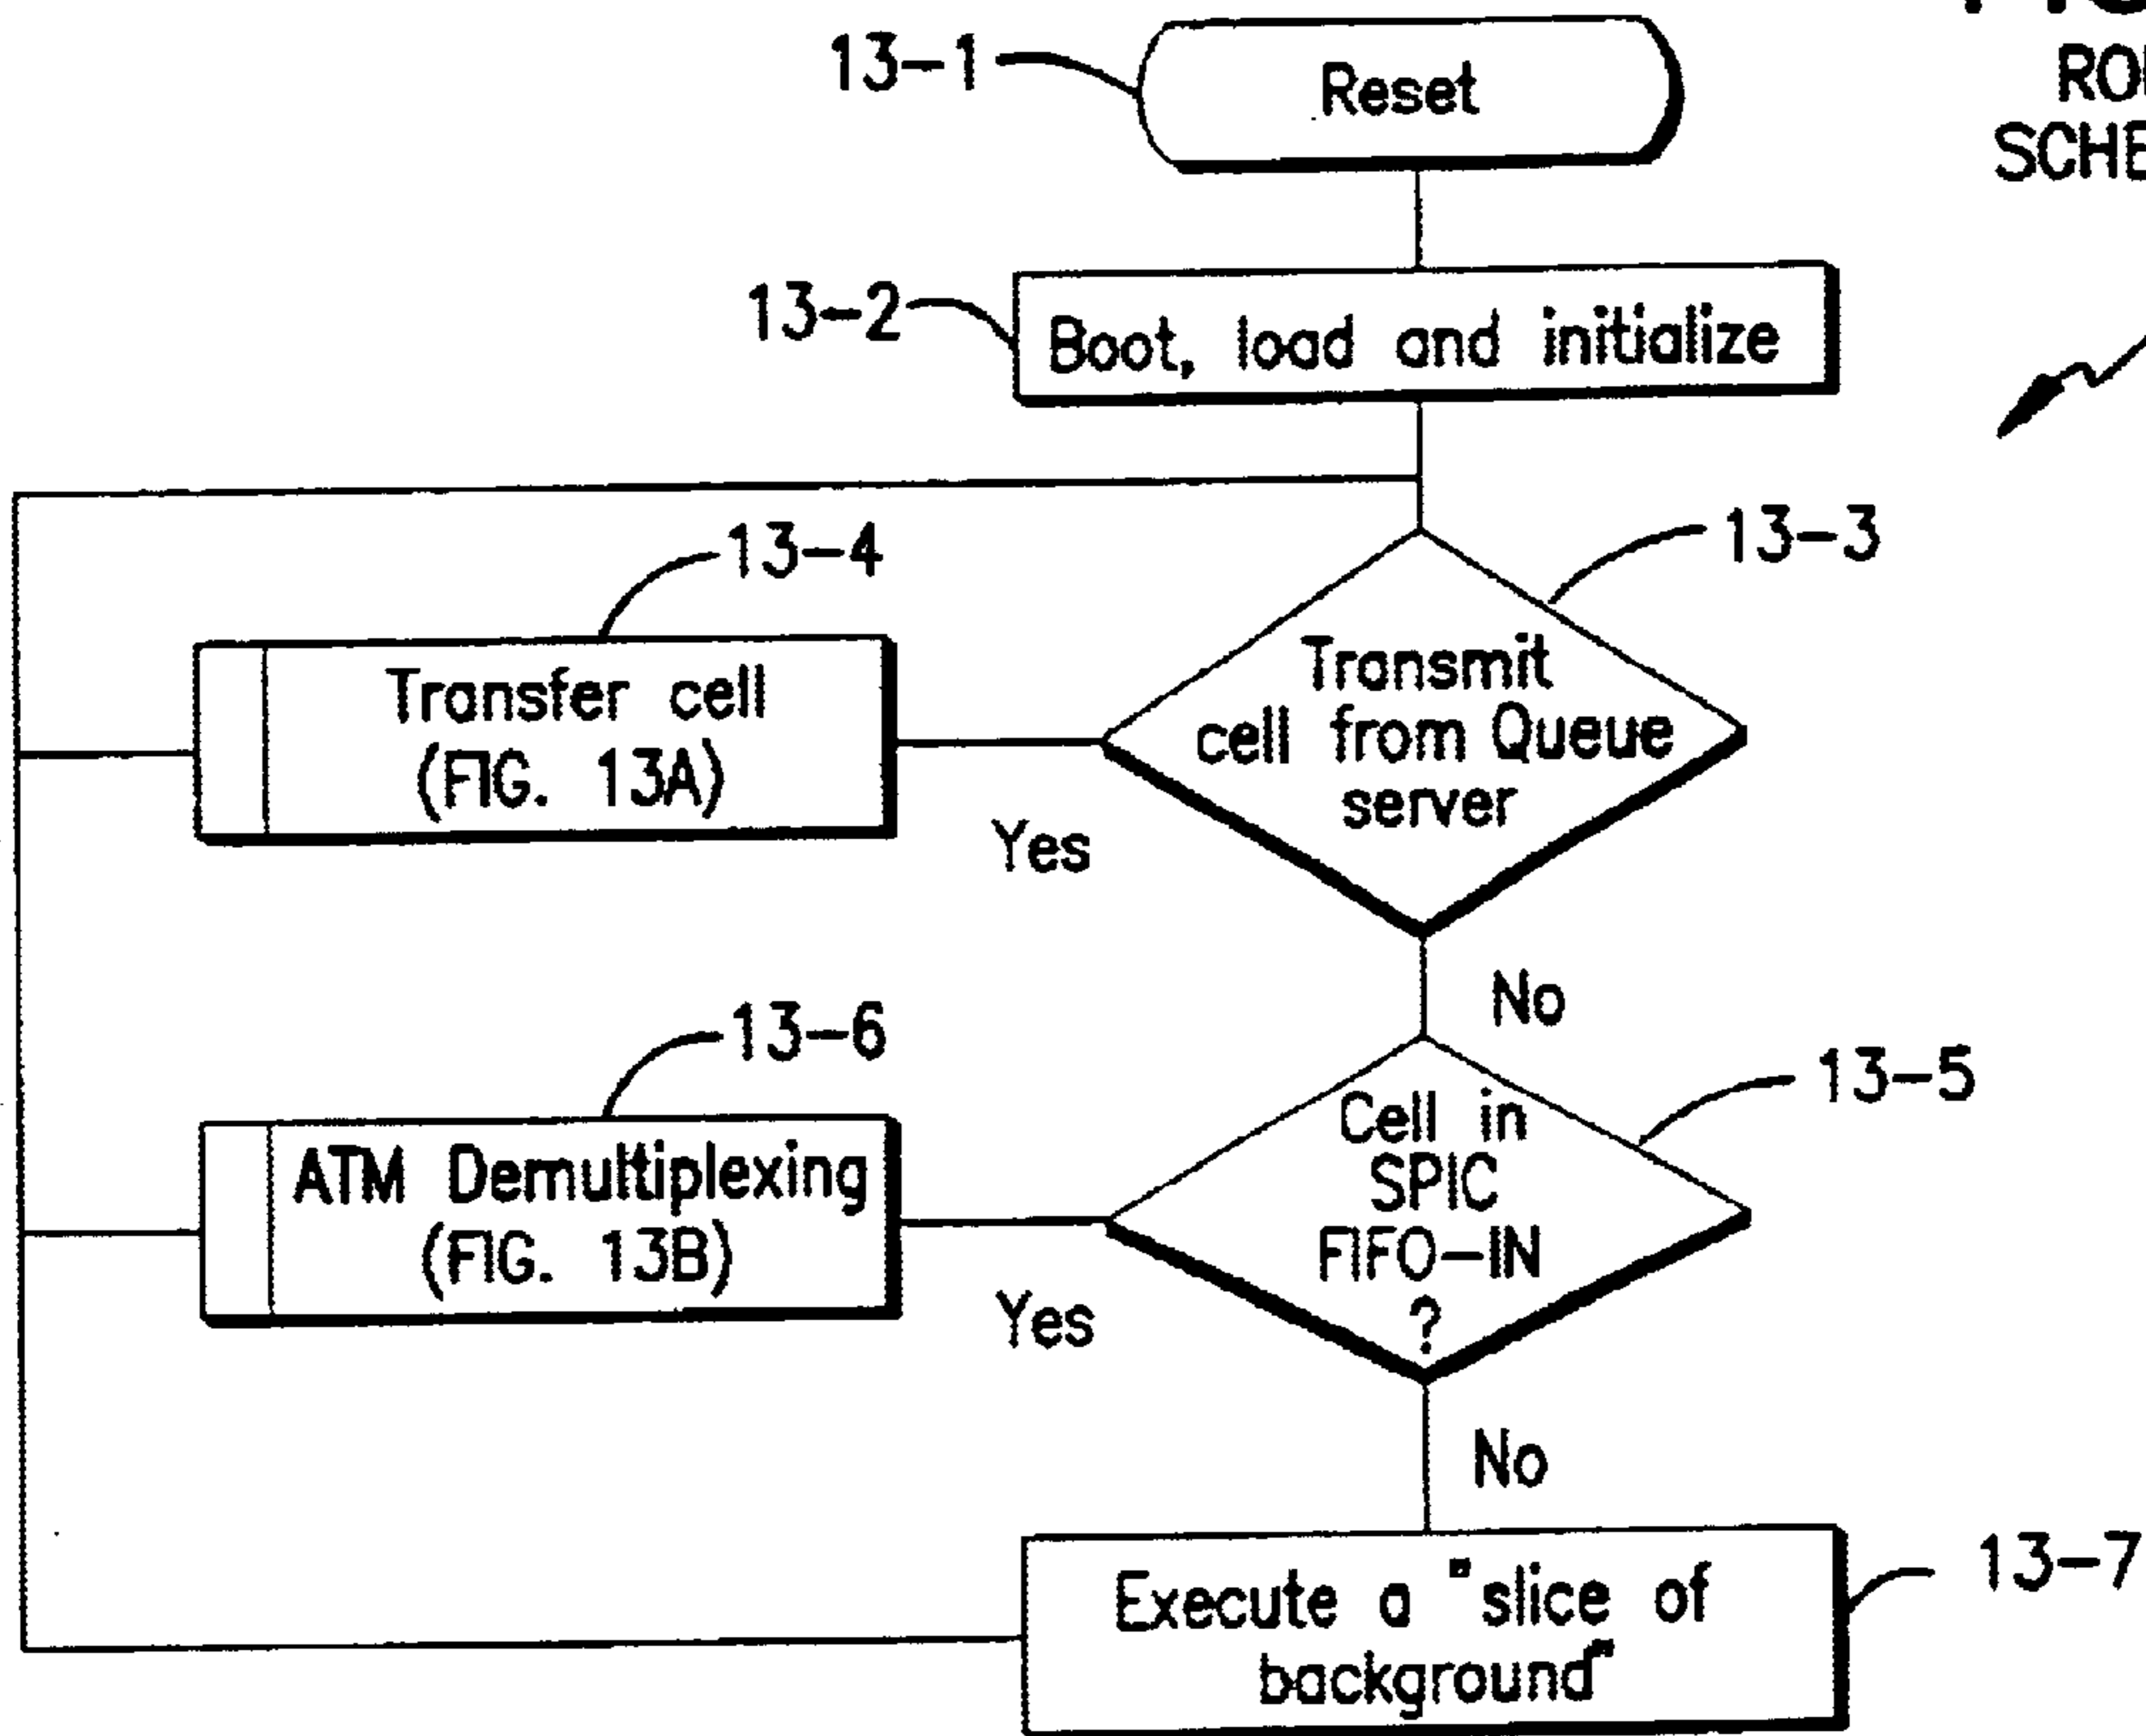 13-1
Reset
13-2
Boot, load and initialize
13-3
Transmit
cell from Queue
server
13-4
Transfer cell
(FIG. 13A)
Yes
No
13-5
Cell in
SPIC
FIFO-IN
?
13-6
ATM Demultiplexing
(FIG. 13B)
Yes
No
13-7
Execute a "slice of
background"